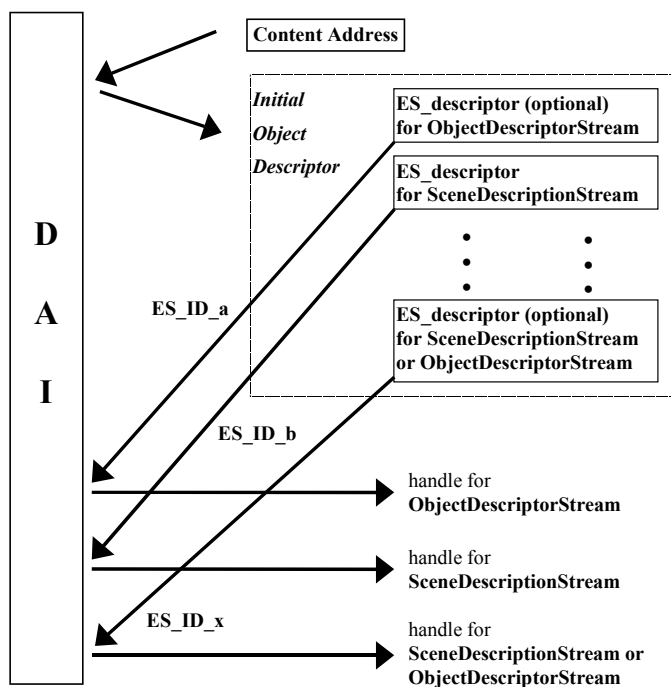 Content Address
Initial
Object
Descriptor
ES_descriptor (optional)
for ObjectDescriptorStream
ES_descriptor
for SceneDescriptionStream
ES_descriptor (optional)
for SceneDescriptionStream
or ObjectDescriptorStream
D
A
I
ES_ID_a
ES_ID_b
ES_ID_x
handle for
ObjectDescriptorStream
handle for
SceneDescriptionStream
handle for
SceneDescriptionStream or
ObjectDescriptorStream